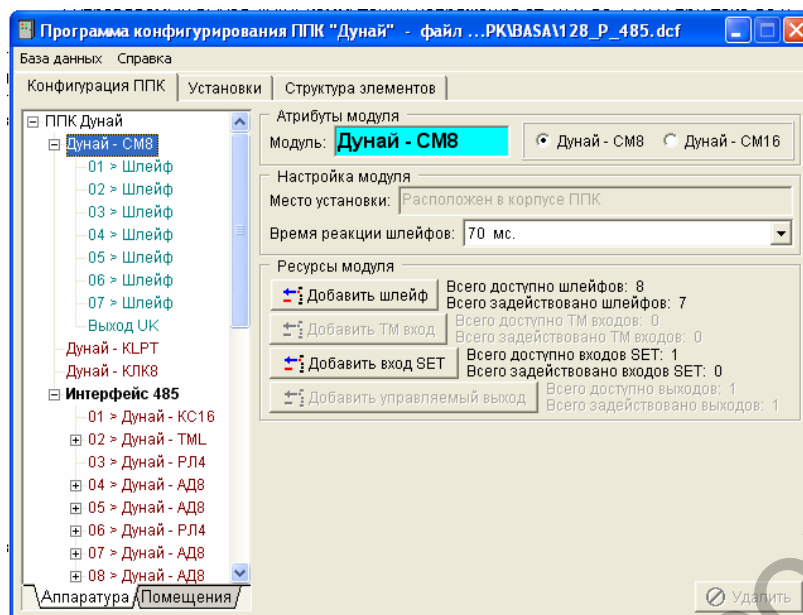 Программа конфигурирования ППК "Дунай" - файл ...PK\BASA\128_P_485.dcf
База данных Справка
Конфигурация ППК Установки Структура элементов
ППК Дунай
Дунай - СМ8
01 > Шлейф
02 > Шлейф
03 > Шлейф
04 > Шлейф
05 > Шлейф
06 > Шлейф
07 > Шлейф
Выход UK
Дунай - KLPT
Дунай - КЛК8
Интерфейс 485
01 > Дунай - КС16
02 > Дунай - TML
03 > Дунай - РЛ4
04 > Дунай - АД8
05 > Дунай - АД8
06 > Дунай - РЛ4
07 > Дунай - АД8
08 > Дунай - АД8
Аппаратура Помещения
Атрибуты модуля
Модуль: Дунай - СМ8 Дунай - СМ8 Дунай - СМ16
Настройка модуля
Место установки: Расположен в корпусе ППК
Время реакции шлейфов: 70 мс.
Ресурсы модуля
Добавить шлейф
Всего доступно шлейфов: 8
Всего задействовано шлейфов: 7
Добавить ТМ вход
Всего доступно ТМ входов: 0
Всего задействовано ТМ входов: 0
Добавить вход SET
Всего доступно входов SET: 1
Всего задействовано входов SET: 0
Добавить управляемый выход
Всего доступно выходов: 1
Всего задействовано выходов: 1
Удалить